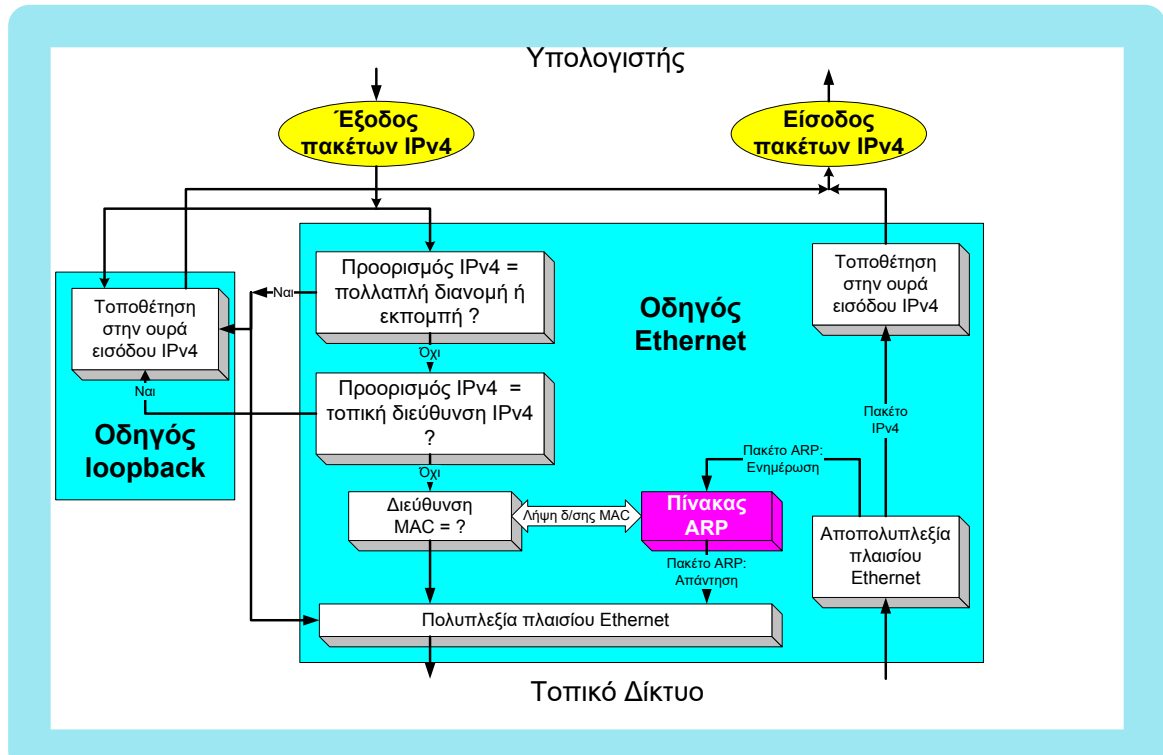 Υπολογιστής
Έξοδος
πακέτων IPv4
Είσοδος
πακέτων IPv4
Προορισμός IPv4 =
πολλαπλή διανομή ή
εκπομπή ?
Ναι
Τοποθέτηση
στην ουρά
εισόδου IPv4
Οδηγός
Ethernet
Τοποθέτηση
στην ουρά
εισόδου IPv4
Όχι
Ναι
Προορισμός IPv4 =
τοπική διεύθυνση IPv4
?
Οδηγός
loopback
Πακέτο
IPv4
Όχι
Πακέτο ARP:
Ενημέρωση
Διεύθυνση
MAC = ?
Λήψη δ/σης MAC
Πίνακας
ARP
Αποπολυπλεξία
πλαισίου
Ethernet
Πακέτο ARP:
Απάντηση
Πολυπλεξία πλαισίου Ethernet
Τοπικό Δίκτυο